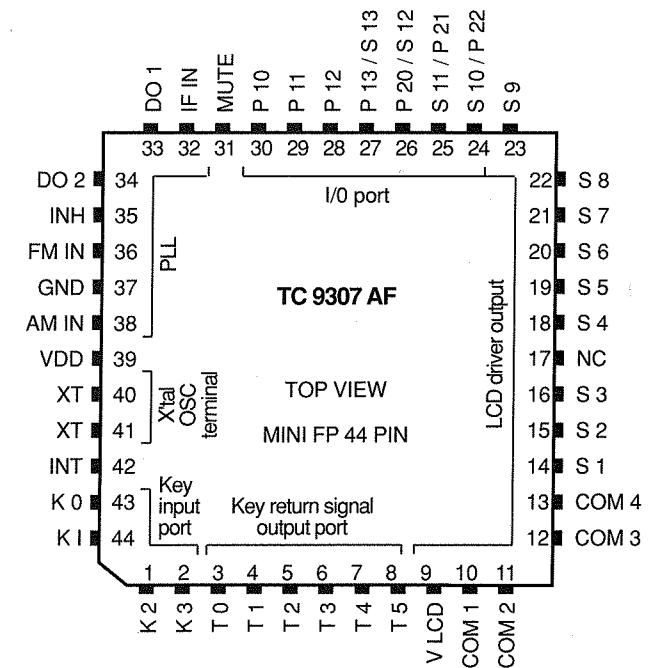 DO 1
IF IN
MUTE
P 10
P 11
P 12
P 13 / S 13
P 20 / S 12
S 11 / P 21
S 10 / P 22
S 9
33 32 31 30 29 28 27 26 25 24 23
DO 2 34
INH 35
FM IN 36
GND 37
AM IN 38
VDD 39
XT 40
XT 41
INT 42
K 0 43
K I 44
PLL
X'tal
OSC
terminal
Key
input
port
I/0 port
TC 9307 AF
TOP VIEW
MINI FP 44 PIN
Key return signal
output port
LCD driver output
22 S 8
21 S 7
20 S 6
19 S 5
18 S 4
17 NC
16 S 3
15 S 2
14 S 1
13 COM 4
12 COM 3
1 2 3 4 5 6 7 8 9 10 11
K 2
K 3
T 0
T 1
T 2
T 3
T 4
T 5
V LCD
COM 1
COM 2